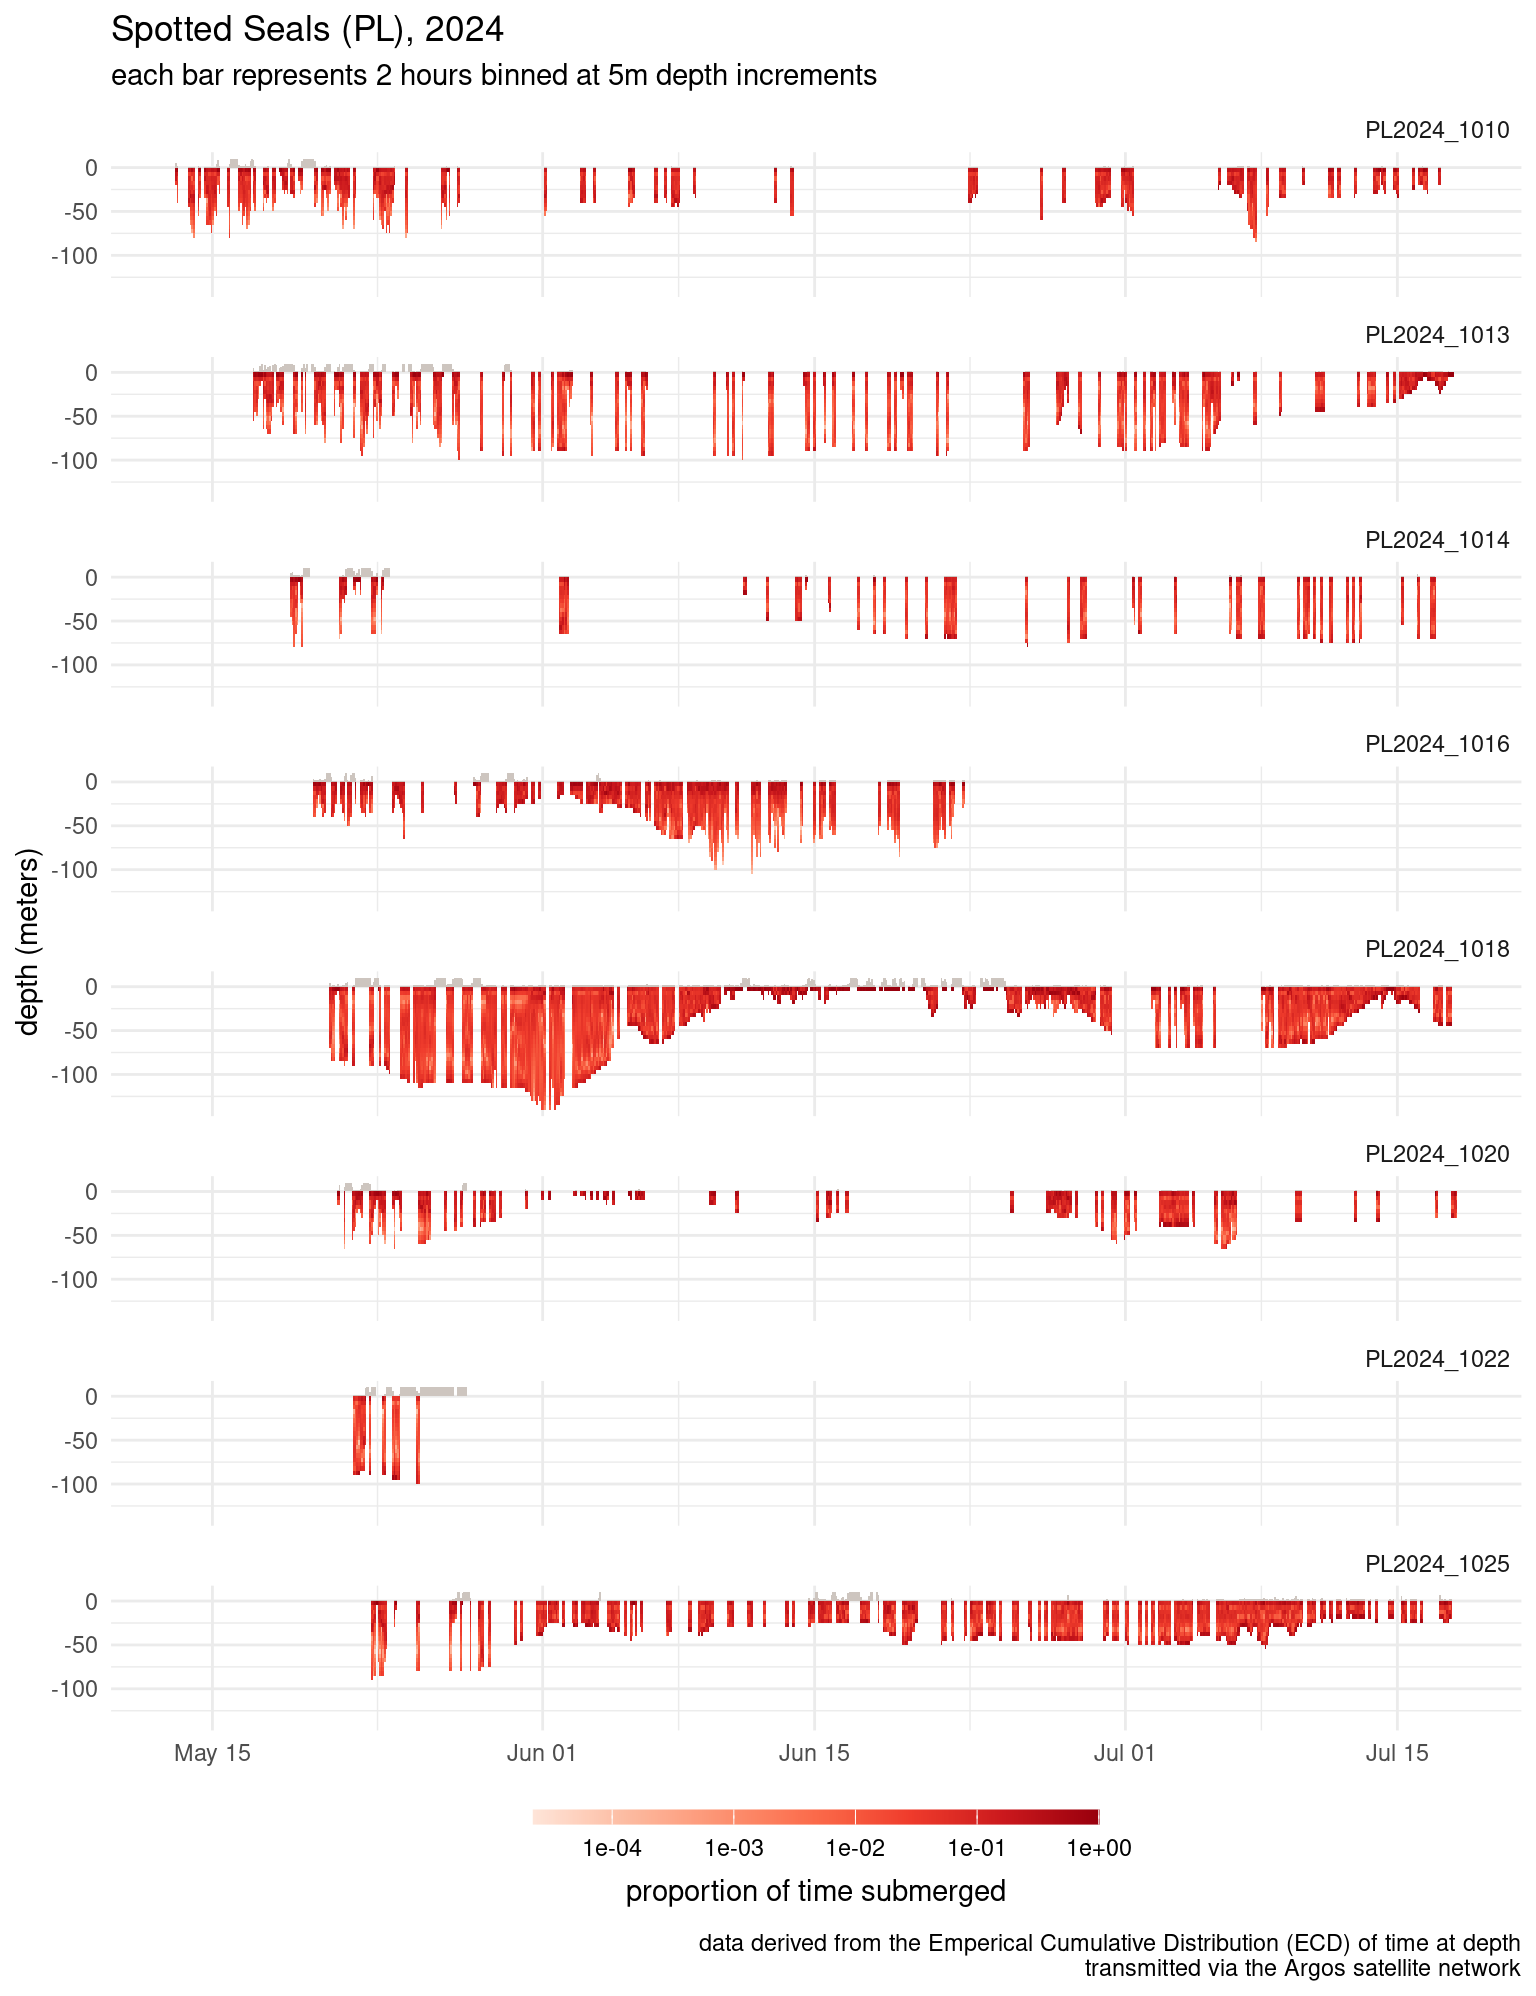 Spotted Seals (PL), 2024
each bar represents 2 hours binned at 5m depth increments
PL2024_1010
0
-50
-100
PL2024_1013
0
-50
-100
PL2024_1014
0
-50
-100
PL2024_1016
0
-50
-100
depth (meters)
PL2024_1018
0
-50
-100
PL2024_1020
0
-50
-100
PL2024_1022
0
-50
-100
PL2024_1025
0
-50
-100
May 15 Jun 01 Jun 15 Jul 01 Jul 15
1e-04 1e-03 1e-02 1e-01 1e+00
proportion of time submerged
data derived from the Emperical Cumulative Distribution (ECD) of time at depth
transmitted via the Argos satellite network